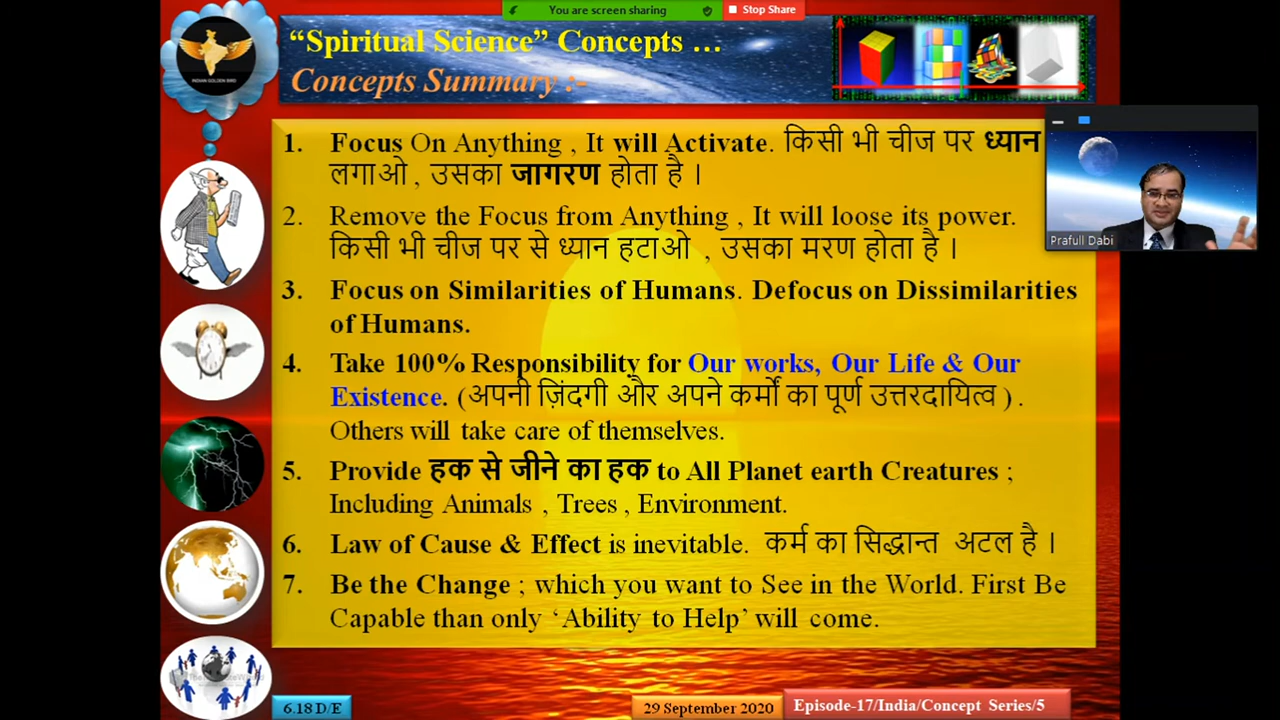 You are screen sharing
Stop Share
INDIAN GOLDEN BIRD
“Spiritual Science” Concepts ...
Concepts Summary :-
1. Focus On Anything , It will Activate. किसी भी चीज पर ध्यान
लगाओ , उसका जागरण होता है ।
2. Remove the Focus from Anything , It will loose its power.
किसी भी चीज पर से ध्यान हटाओ , उसका मरण होता है ।
3. Focus on Similarities of Humans. Defocus on Dissimilarities
of Humans.
4. Take 100% Responsibility for Our works, Our Life & Our
Existence. (अपनी ज़िंदगी और अपने कर्मों का पूर्ण उत्तरदायित्व ) .
Others will take care of themselves.
5. Provide हक से जीने का हक to All Planet earth Creatures ;
Including Animals , Trees , Environment.
6. Law of Cause & Effect is inevitable. कर्म का सिद्धान्त अटल है ।
7. Be the Change ; which you want to See in the World. First Be
Capable than only ‘Ability to Help’ will come.
Prafull Dabi
6.18 D/E
29 September 2020
Episode-17/India/Concept Series/5